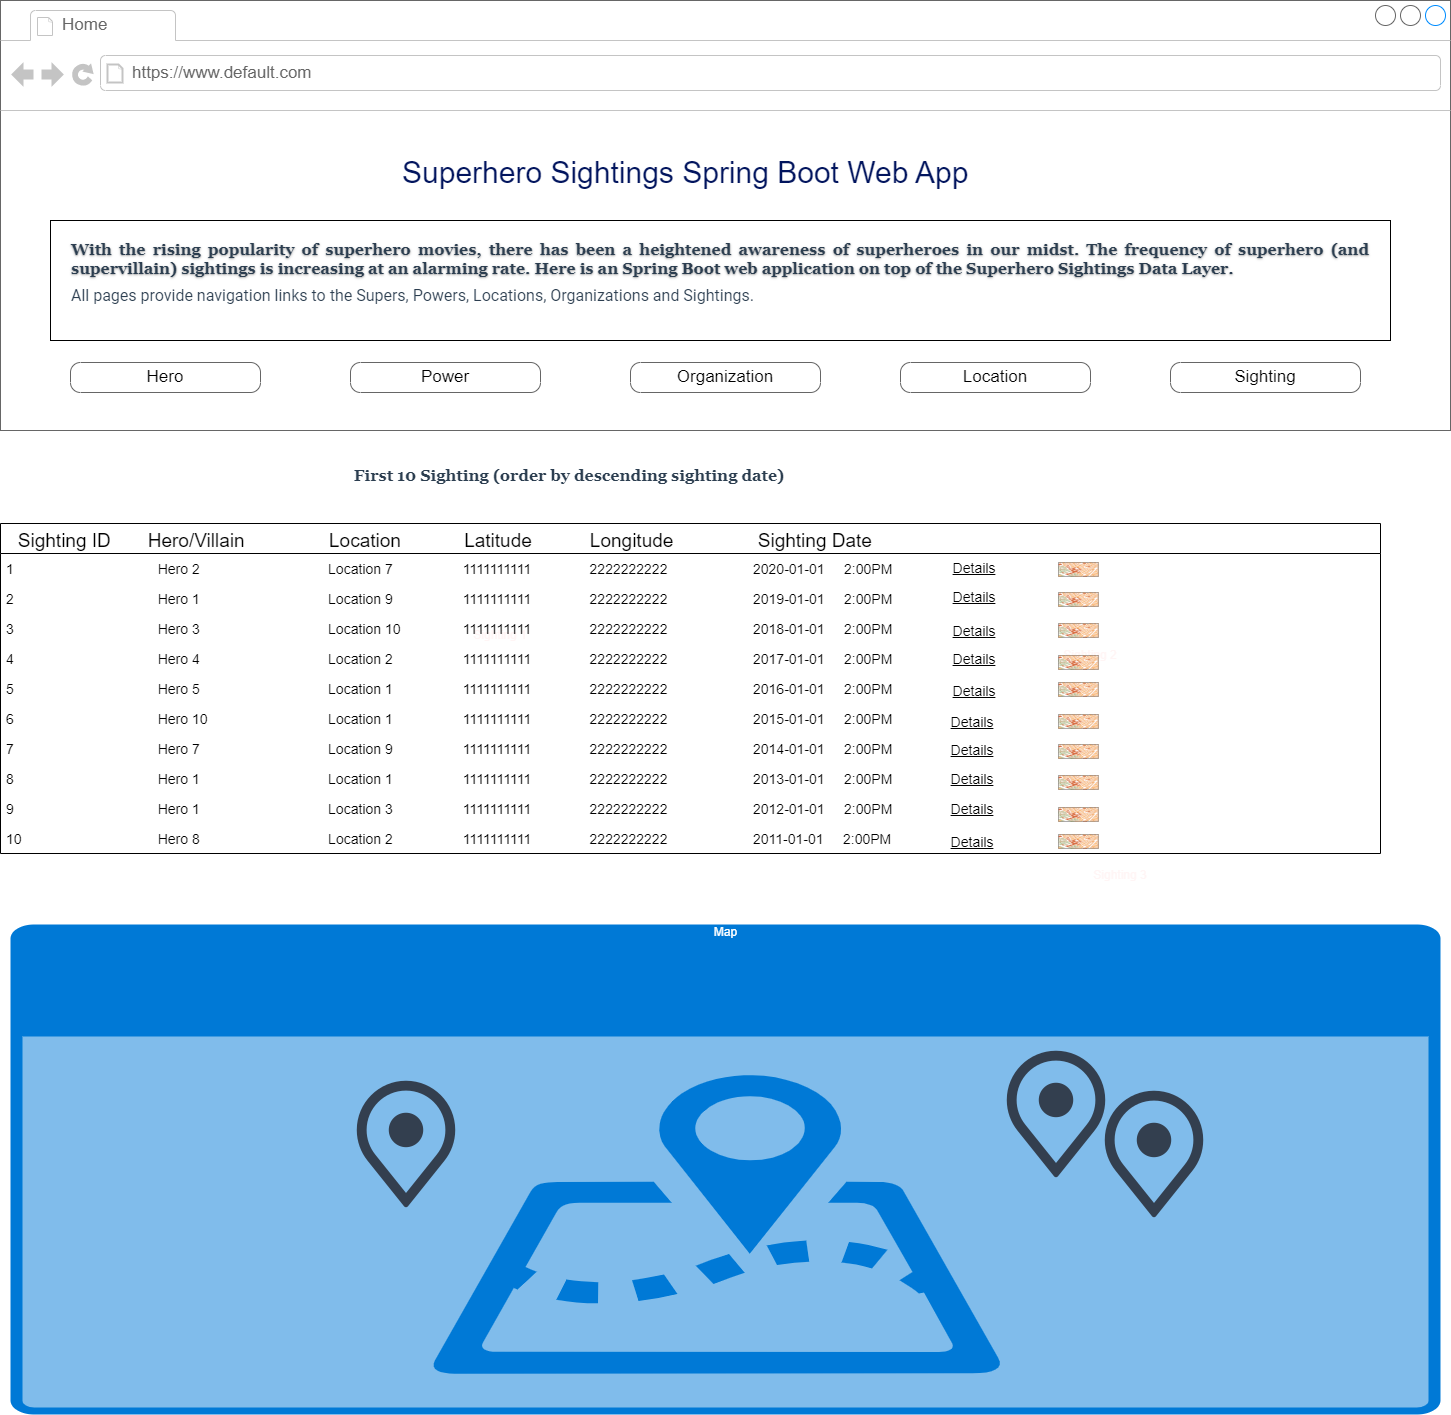 Home
https://www.default.com
Superhero Sightings Spring Boot Web App
With the rising popularity of superhero movies, there has been a heightened awareness of superheroes in our midst. The frequency of superhero (and
supervillain) sightings is increasing at an alarming rate. Here is an Spring Boot web application on top of the Superhero Sightings Data Layer.
All pages provide navigation links to the Supers, Powers, Locations, Organizations and Sightings.
Hero Power Organization Location Sighting
First 10 Sighting (order by descending sighting date)
Sighting ID Hero/Villain Location Latitude Longitude Sighting Date
1 Hero 2 Location 7 1111111111 2222222222 2020-01-01 2:00PM Details
2 Hero 1 Location 9 1111111111 2222222222 2019-01-01 2:00PM Details
3 Hero 3 Location 10 1111111111 2222222222 2018-01-01 2:00PM Details
4 Hero 4 Location 2 1111111111 2222222222 2017-01-01 2:00PM Details 2
5 Hero 5 Location 1 1111111111 2222222222 2016-01-01 2:00PM Details
6 Hero 10 Location 1 1111111111 2222222222 2015-01-01 2:00PM Details
7 Hero 7 Location 9 1111111111 2222222222 2014-01-01 2:00PM Details
8 Hero 1 Location 1 1111111111 2222222222 2013-01-01 2:00PM Details
9 Hero 1 Location 3 1111111111 2222222222 2012-01-01 2:00PM Details
10 Hero 8 Location 2 1111111111 2222222222 2011-01-01 2:00PM Details
Sighting 3
Map